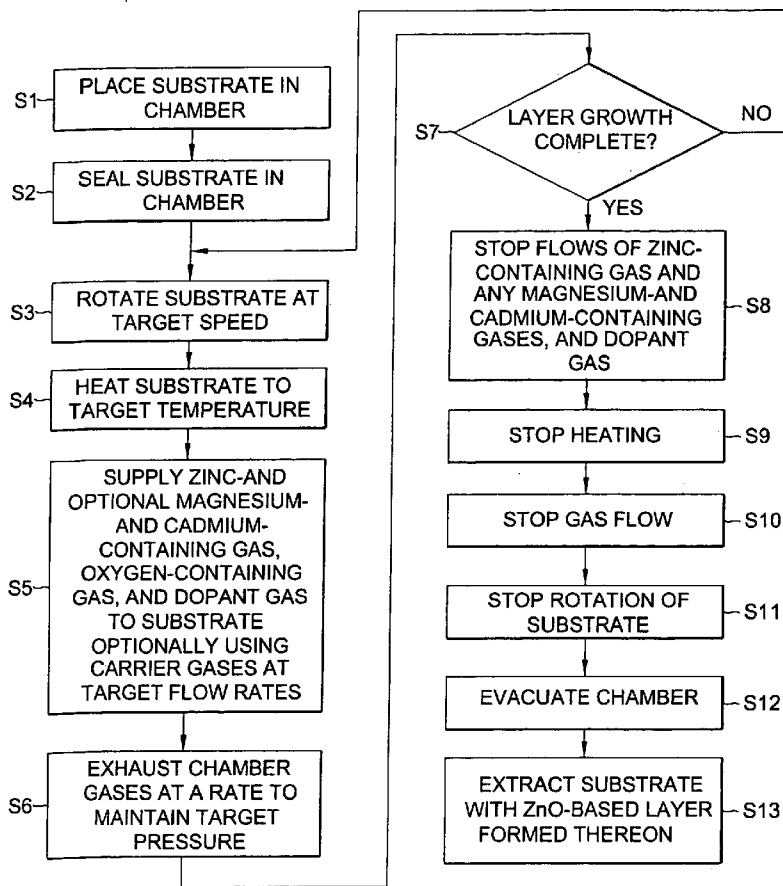 S1
PLACE SUBSTRATE IN
CHAMBER
S2
SEAL SUBSTRATE IN
CHAMBER
S3
ROTATE SUBSTRATE AT
TARGET SPEED
S4
HEAT SUBSTRATE TO
TARGET TEMPERATURE
S5
SUPPLY ZINC-AND
OPTIONAL MAGNESIUM-
AND CADMIUM-
CONTAINING GAS,
OXYGEN-CONTAINING
GAS, AND DOPANT GAS
TO SUBSTRATE
OPTIONALLY USING
CARRIER GASES AT
TARGET FLOW RATES
S6
EXHAUST CHAMBER
GASES AT A RATE TO
MAINTAIN TARGET
PRESSURE
S7
LAYER GROWTH
COMPLETE?
NO
YES
STOP FLOWS OF ZINC-
CONTAINING GAS AND
ANY MAGNESIUM-AND
CADMIUM-CONTAINING
GASES, AND DOPANT
GAS
S8
STOP HEATING
S9
STOP GAS FLOW
S10
STOP ROTATION OF
SUBSTRATE
S11
EVACUATE CHAMBER
S12
EXTRACT SUBSTRATE
WITH ZnO-BASED LAYER
FORMED THEREON
S13